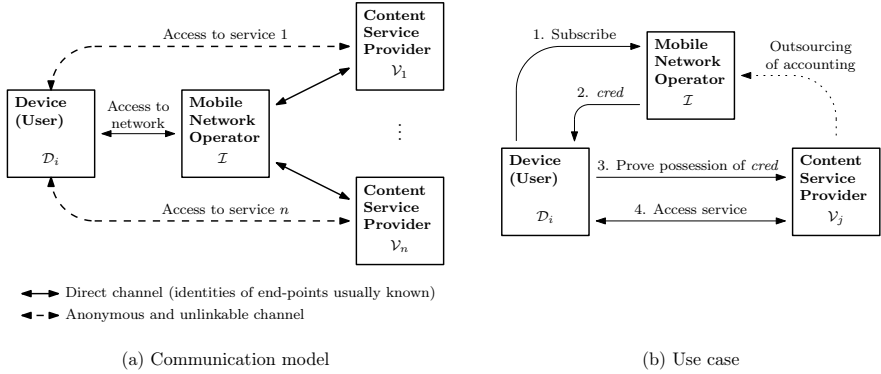 Access to service 1
Content
Service
Provider
𝒱₁
Device
(User)
𝒟ᵢ
Access to
network
Mobile
Network
Operator
ℐ
⋮
Access to service n
Content
Service
Provider
𝒱ₙ
Direct channel (identities of end-points usually known)
Anonymous and unlinkable channel
(a) Communication model
1. Subscribe
Mobile
Network
Operator
ℐ
Outsourcing
of accounting
2. cred
Device
(User)
𝒟ᵢ
3. Prove possession of cred
4. Access service
Content
Service
Provider
𝒱ⱼ
(b) Use case